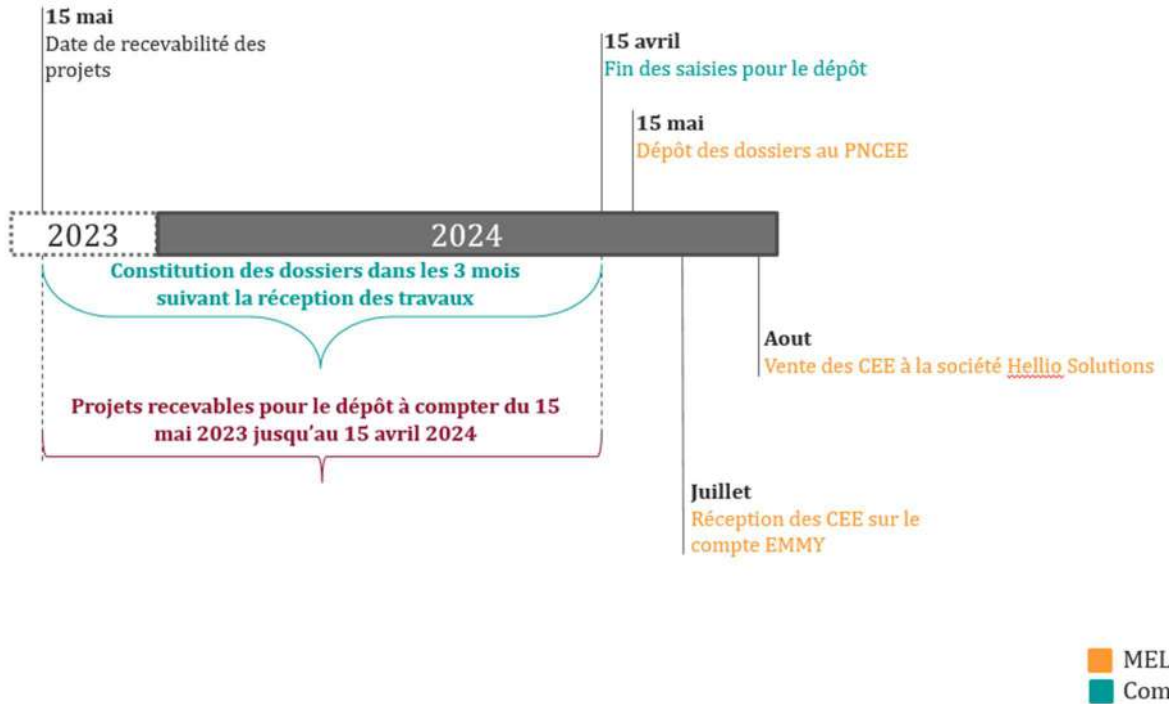 15 mai
Date de recevabilité des
projets
15 avril
Fin des saisies pour le dépôt
15 mai
Dépôt des dossiers au PNCEE
2023
2024
Constitution des dossiers dans les 3 mois
suivant la réception des travaux
Aout
Vente des CEE à la société Hellio Solutions
Projets recevables pour le dépôt à compter du 15
mai 2023 jusqu'au 15 avril 2024
Juillet
Réception des CEE sur le
compte EMMY
MEL
Com